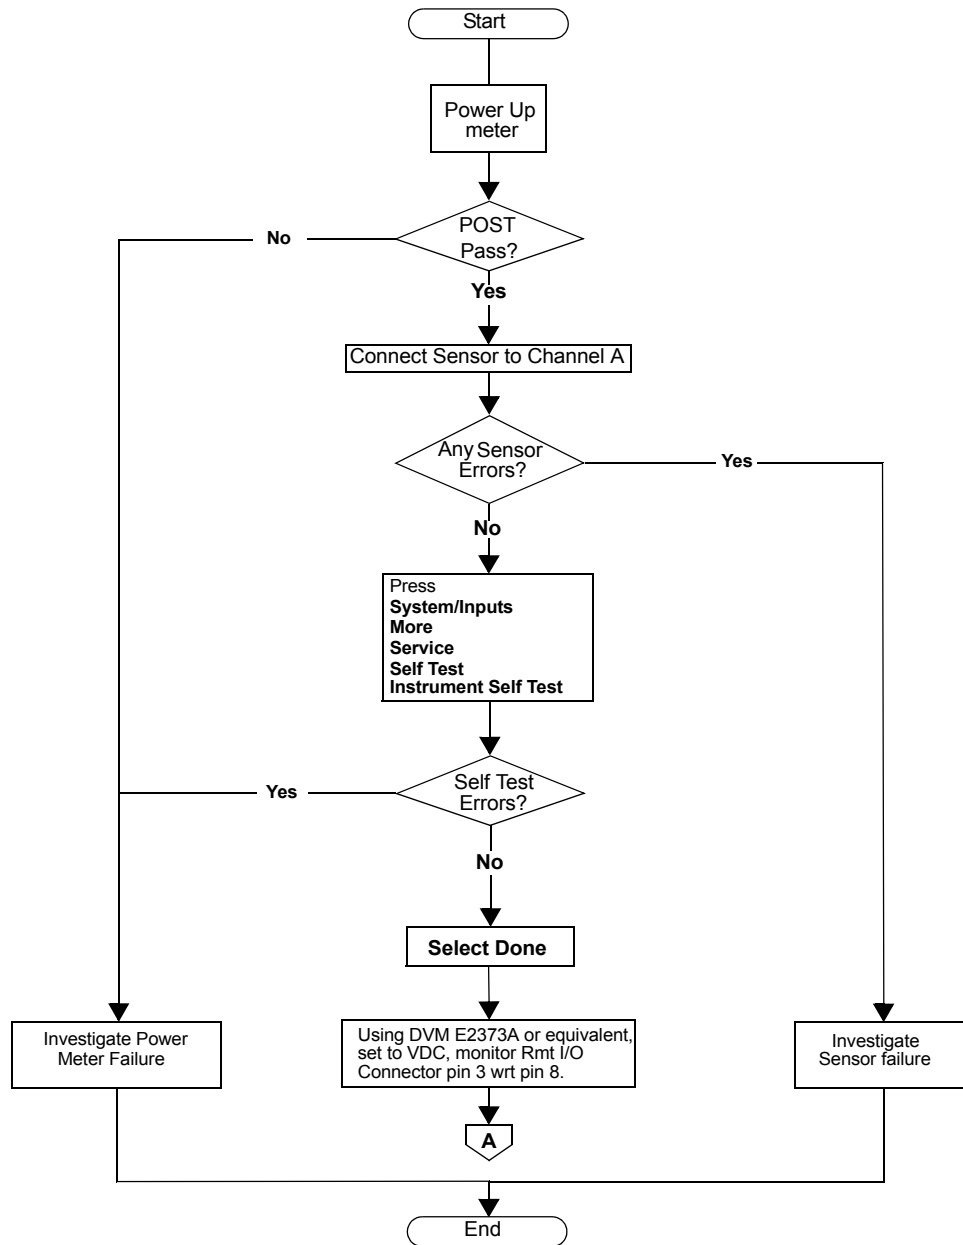 Start
Power Up
meter
POST
Pass?
No
Yes
Connect Sensor to Channel A
Any Sensor
Errors?
Yes
No
Press
System/Inputs
More
Service
Self Test
Instrument Self Test
Self Test
Errors?
Yes
No
Select Done
Investigate Power
Meter Failure
Using DVM E2373A or equivalent,
set to VDC, monitor Rmt I/O
Connector pin 3 wrt pin 8.
Investigate
Sensor failure
A
End